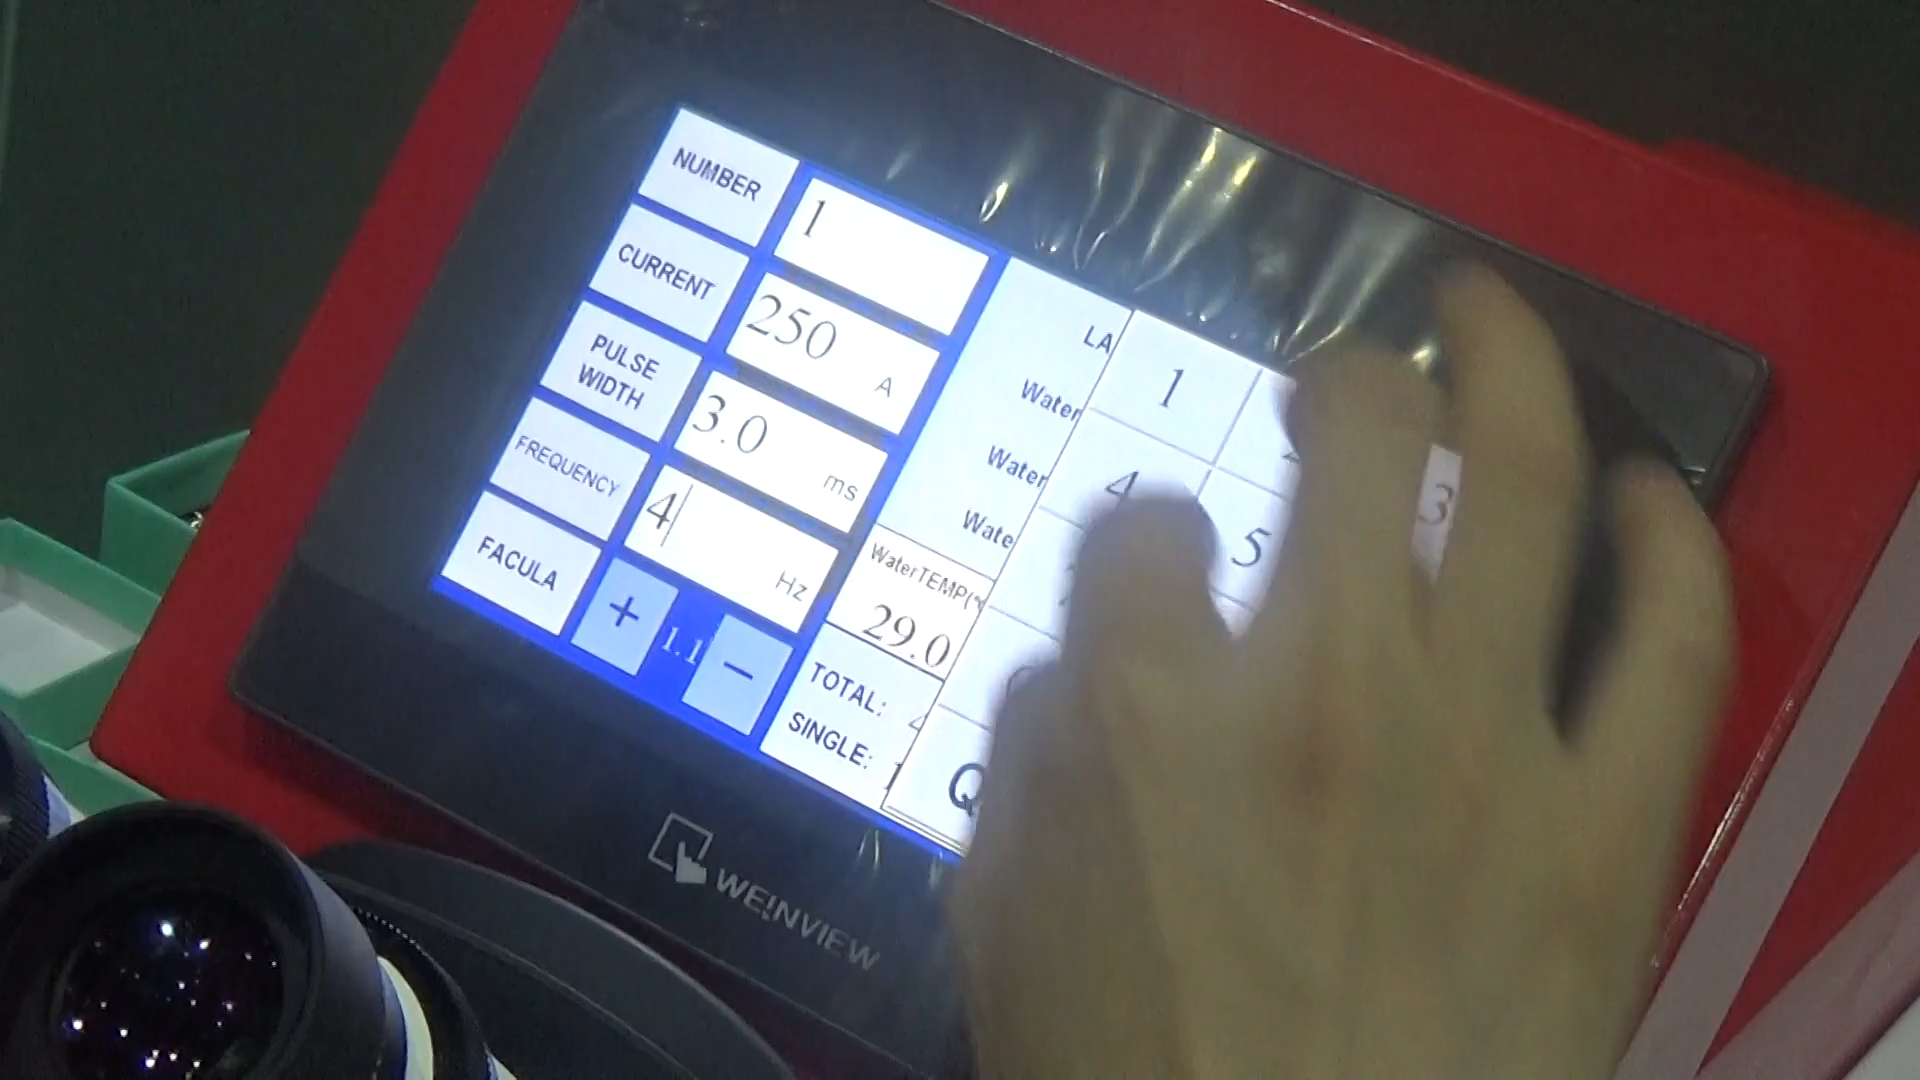 NUMBER
1
CURRENT
250
A
PULSE
WIDTH
3.0
ms
FREQUENCY
4
Hz
FACULA
+
1.1
−
LA
Water
Water
Wate
WaterTEMP(°
29.0
TOTAL:
SINGLE:
1
3
4
5
Q
WEINVIEW